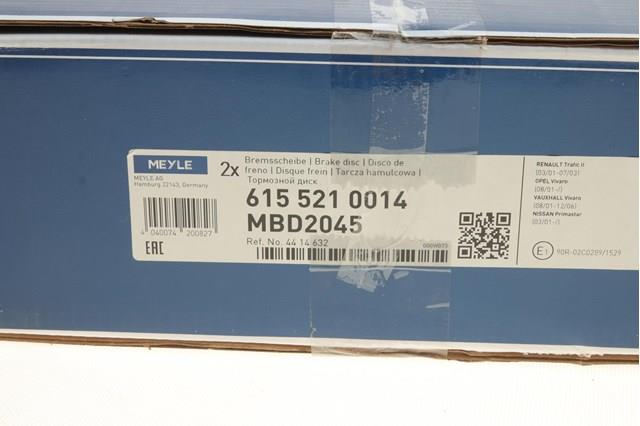 MEYLE
MEYLE AG
Hamburg 22143, Germany
2x
Bremsscheibe | Brake disc | Disco de
freno | Disque frein | Tarcza hamulcowa |
Тормозной диск
615 521 0014
MBD2045
Ref. No. 44 14 632
4 040074 200827
EAC
RENAULT Trafic II
(03/01-07/03)
OPEL Vivaro
(08/01-/)
VAUXHALL Vivaro
(08/01-12/06)
NISSAN Primastar
(03/01-/)
E1 90R-02C0289/1529